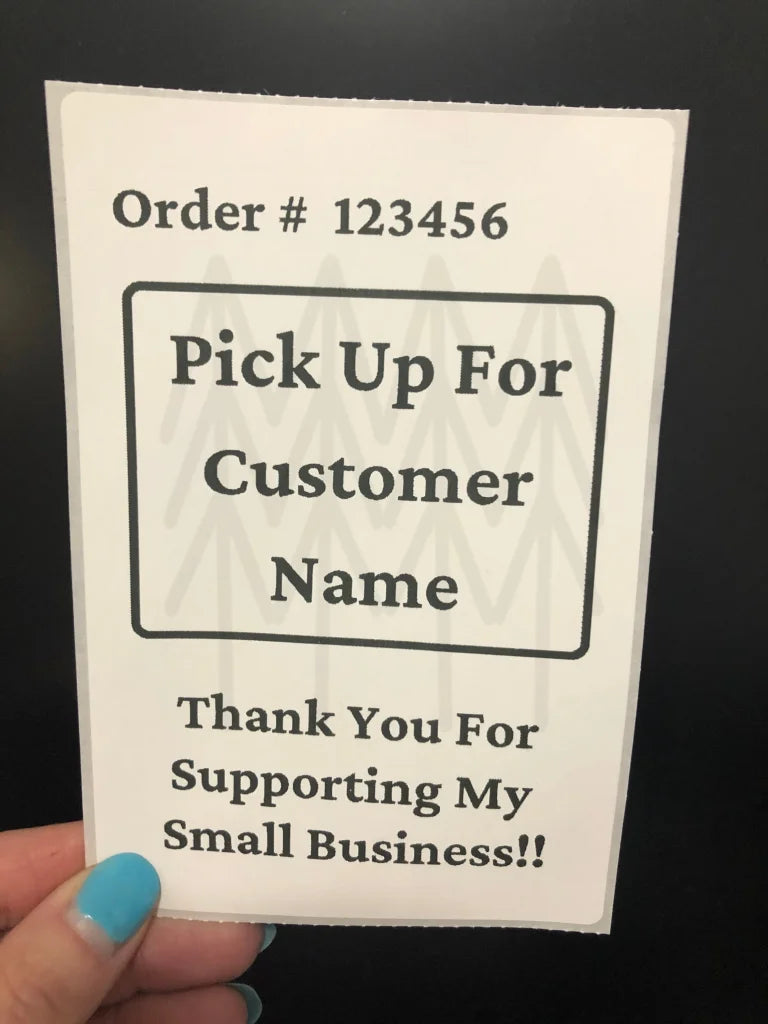 Order # 123456
Pick Up For
Customer
Name
Thank You For
Supporting My
Small Business!!